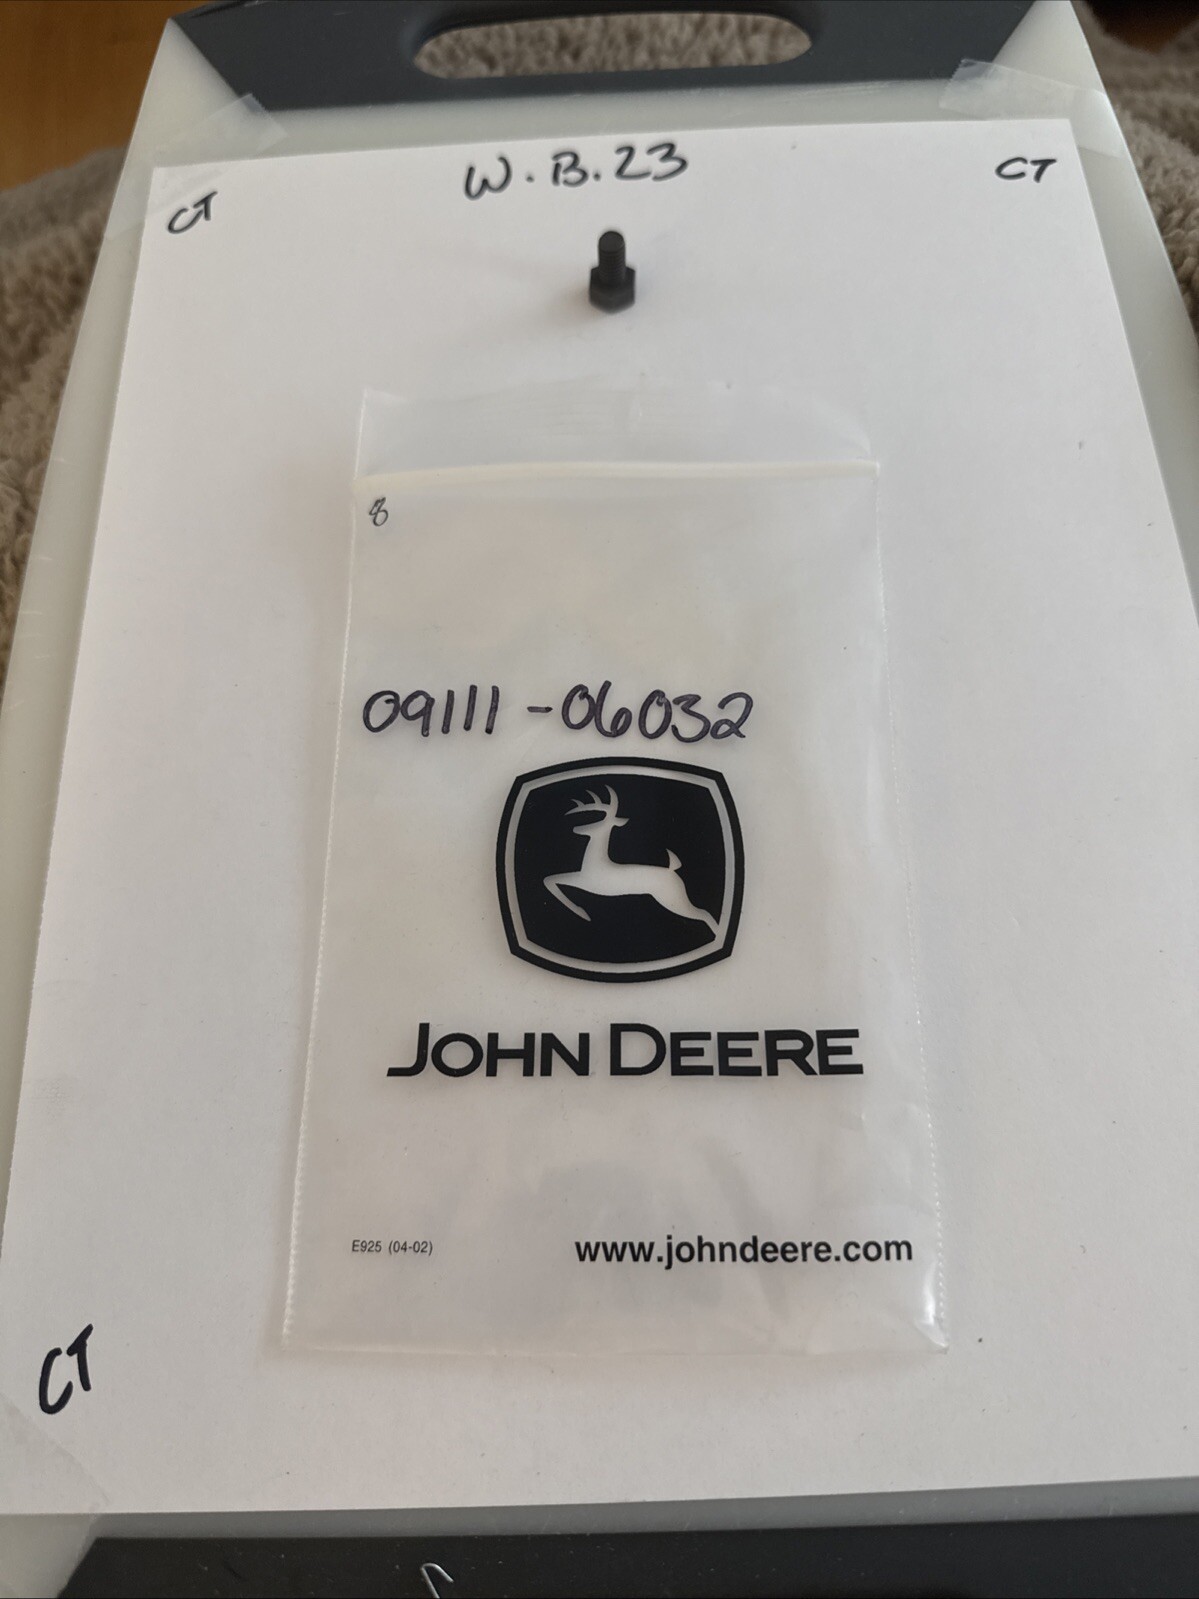 W.B.23
CT
CT
8
09111-06032
JOHN DEERE
E925 (04-02)
www.johndeere.com
CT